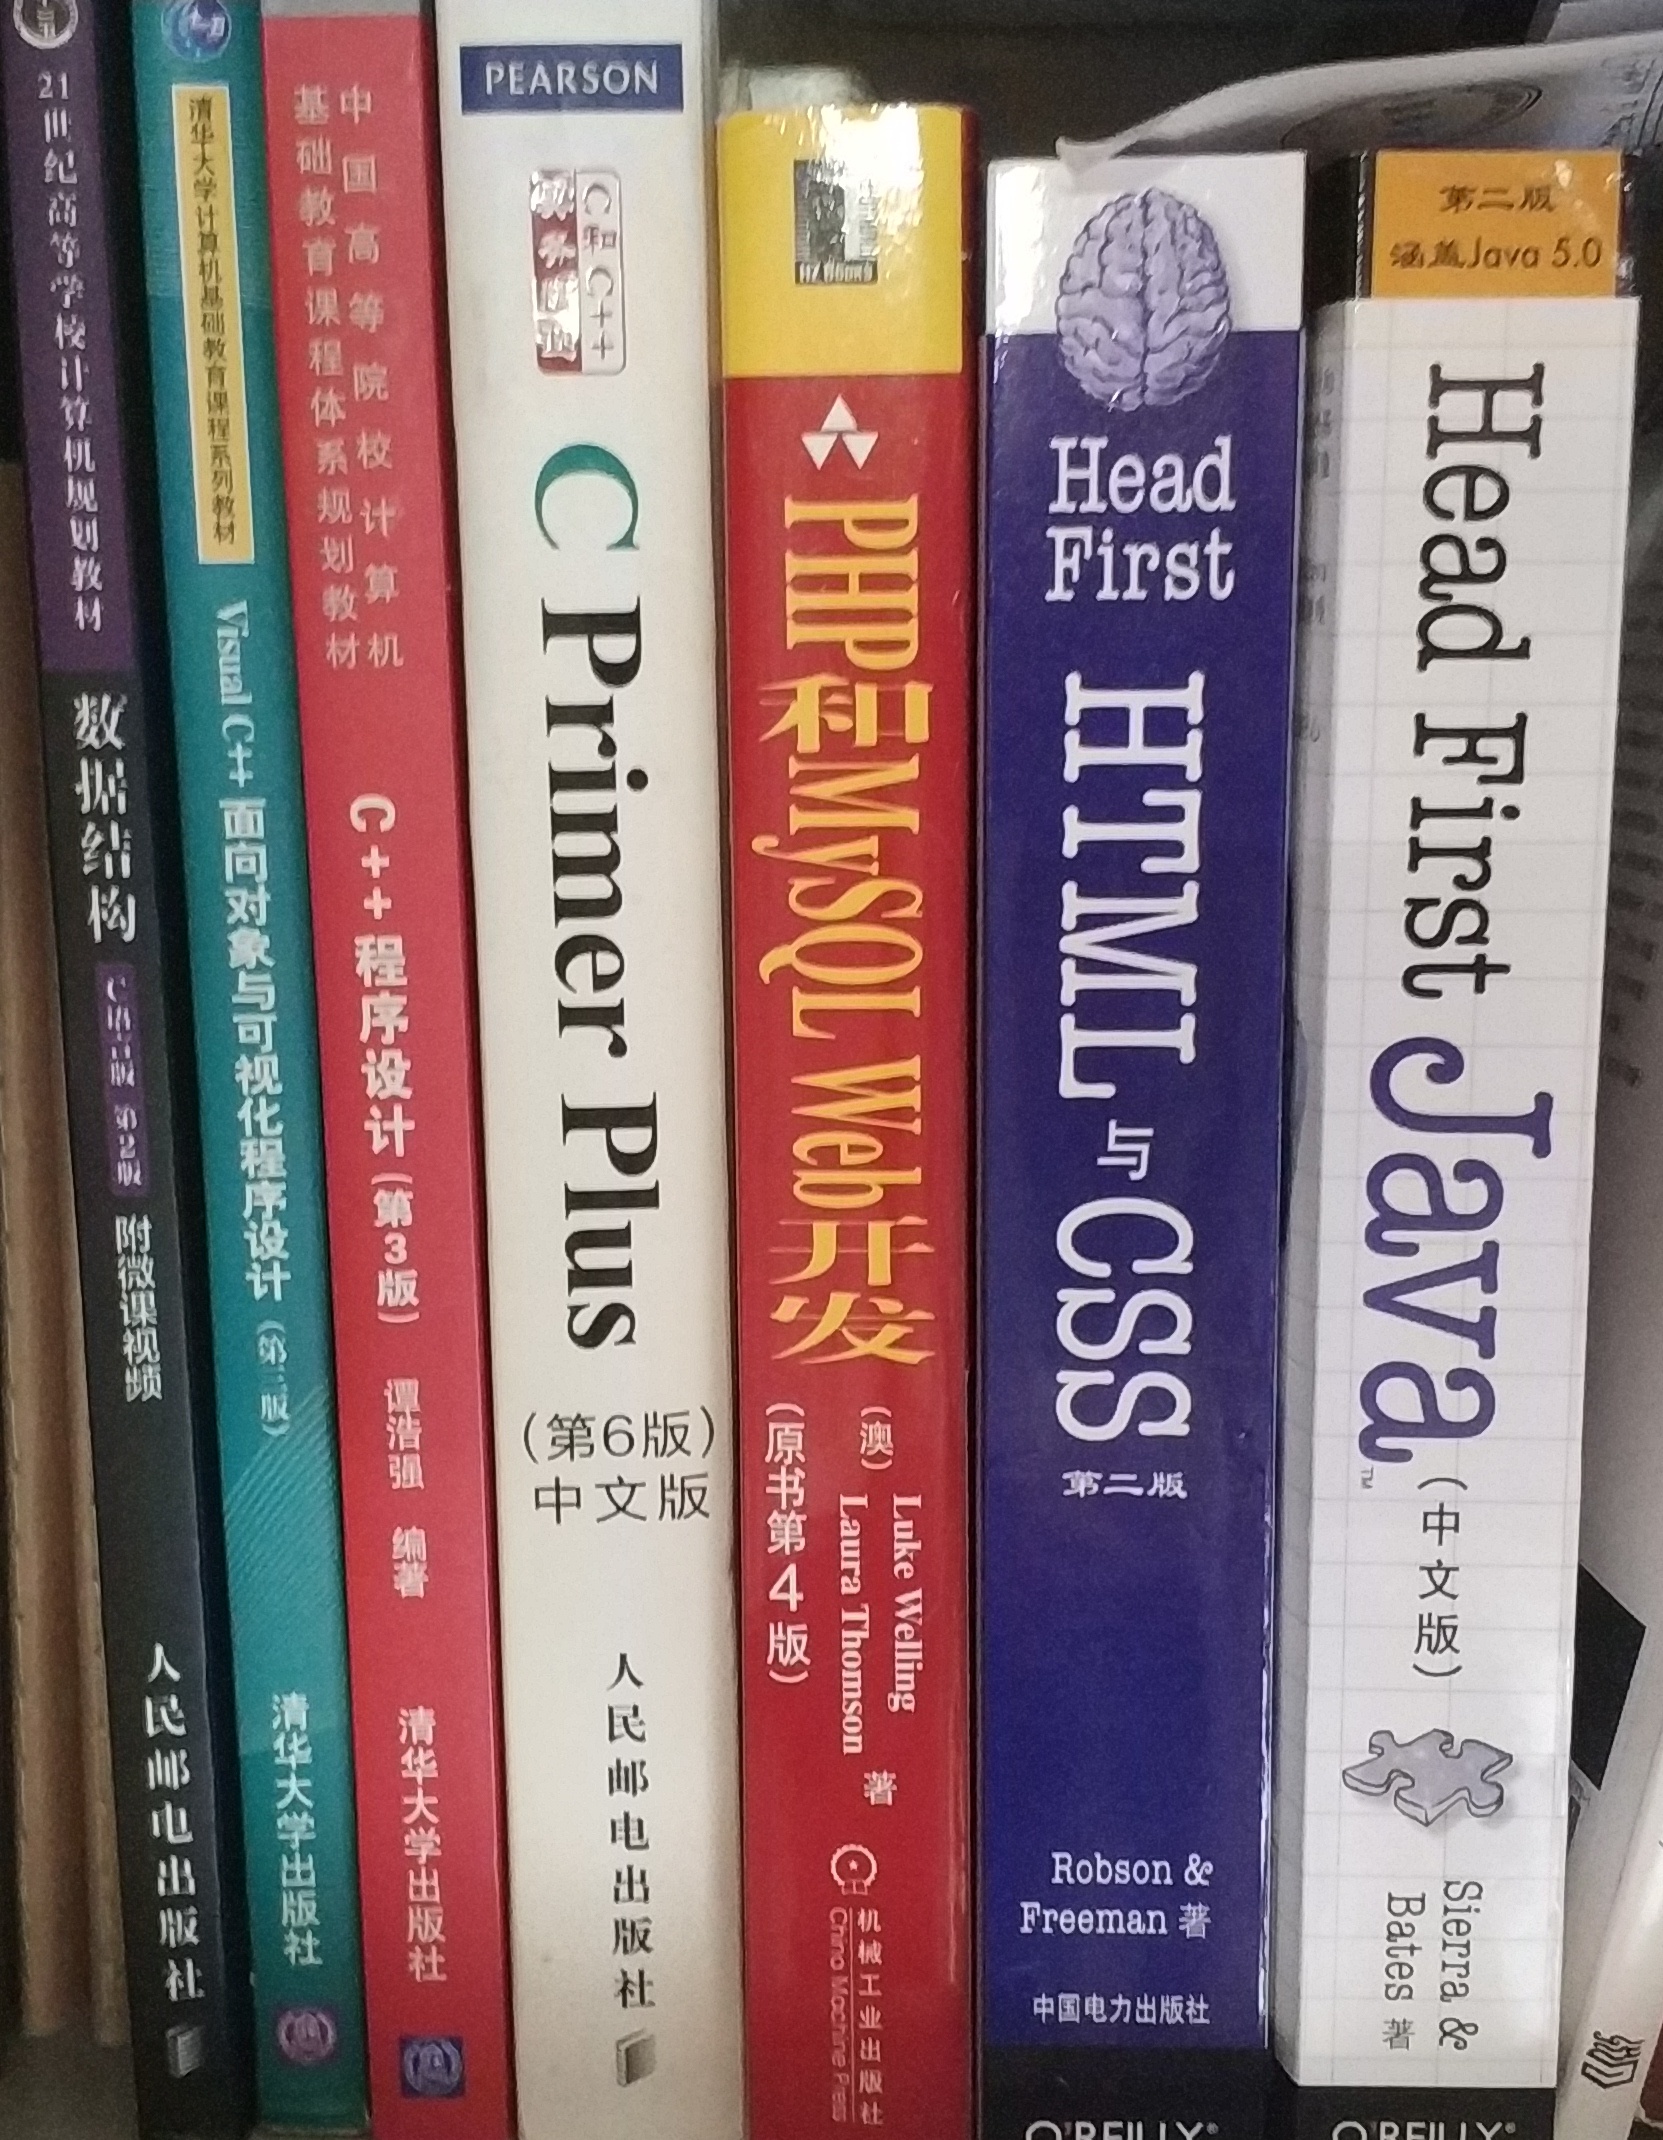 21世纪高等学校计算机规划教材
数据结构
C语言版 第2版
附微课视频
人民邮电出版社
清华大学计算机基础教育课程系列教材
Visual C++面向对象与可视化程序设计
(第三版)
清华大学出版社
中国高等院校计算机
基础教育课程体系规划教材
C++程序设计(第3版)
谭浩强 编著
清华大学出版社
PEARSON
C和C++
C Primer Plus
(第6版)
中文版
人民邮电出版社
HZ Books
PHP和MySQL Web开发
(原书第4版)
(澳)
Luke Welling
Laura Thomson
著
机械工业出版社
China Machine Press
Head
First
HTML与CSS
第二版
Robson &
Freeman 著
中国电力出版社
O'REILLY®
第二版
涵盖Java 5.0
Head First Java™(中文版)
Sierra &
Bates 著
O'REILLY®